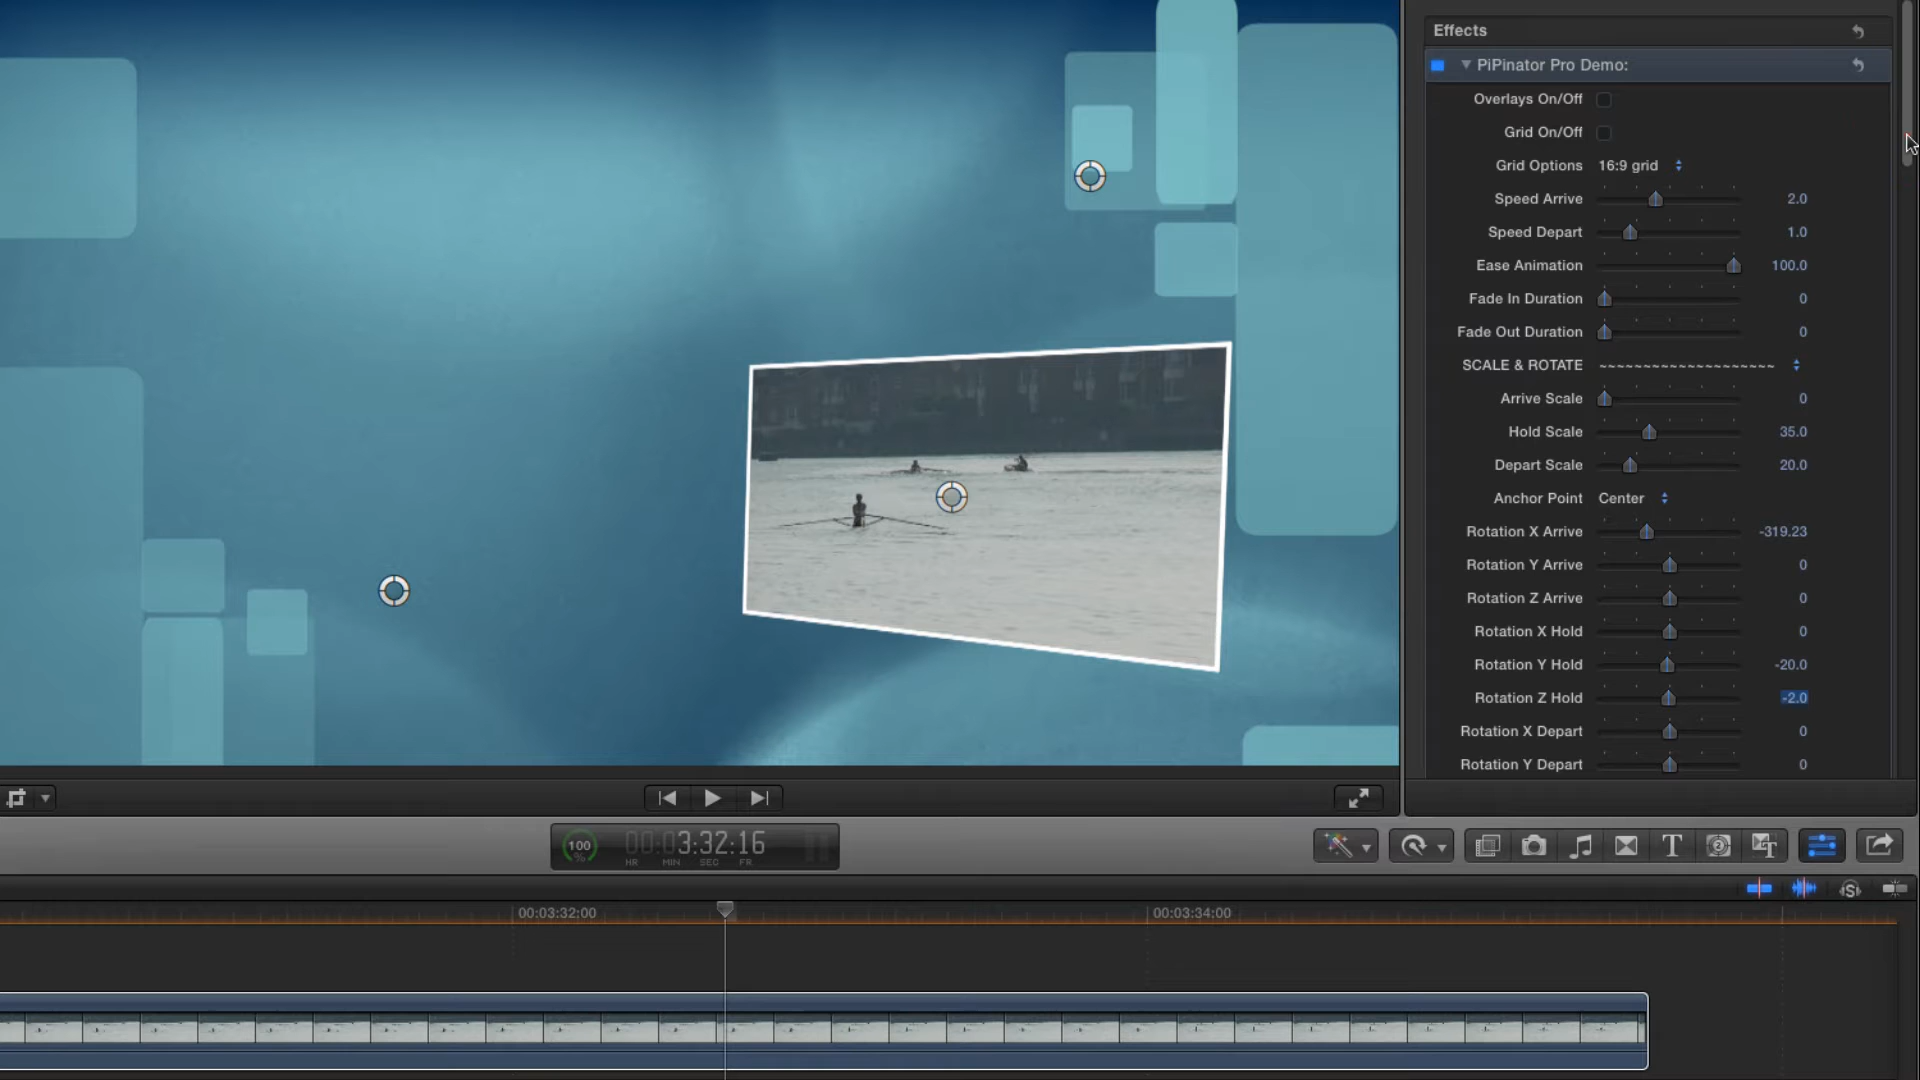 Effects
PiPinator Pro Demo:
Overlays On/Off
Grid On/Off
Grid Options 16:9 grid
Speed Arrive 2.0
Speed Depart 1.0
Ease Animation 100.0
Fade In Duration 0
Fade Out Duration 0
SCALE & ROTATE ~~~~~~~~~~~~~~~~~~~~
Arrive Scale 0
Hold Scale 35.0
Depart Scale 20.0
Anchor Point Center
Rotation X Arrive -319.23
Rotation Y Arrive 0
Rotation Z Arrive 0
Rotation X Hold 0
Rotation Y Hold -20.0
Rotation Z Hold -2.0
Rotation X Depart 0
Rotation Y Depart 0
100 %
00:03:32:16
HR MIN SEC FR
T
2
T
S
00:03:32:00
00:03:34:00